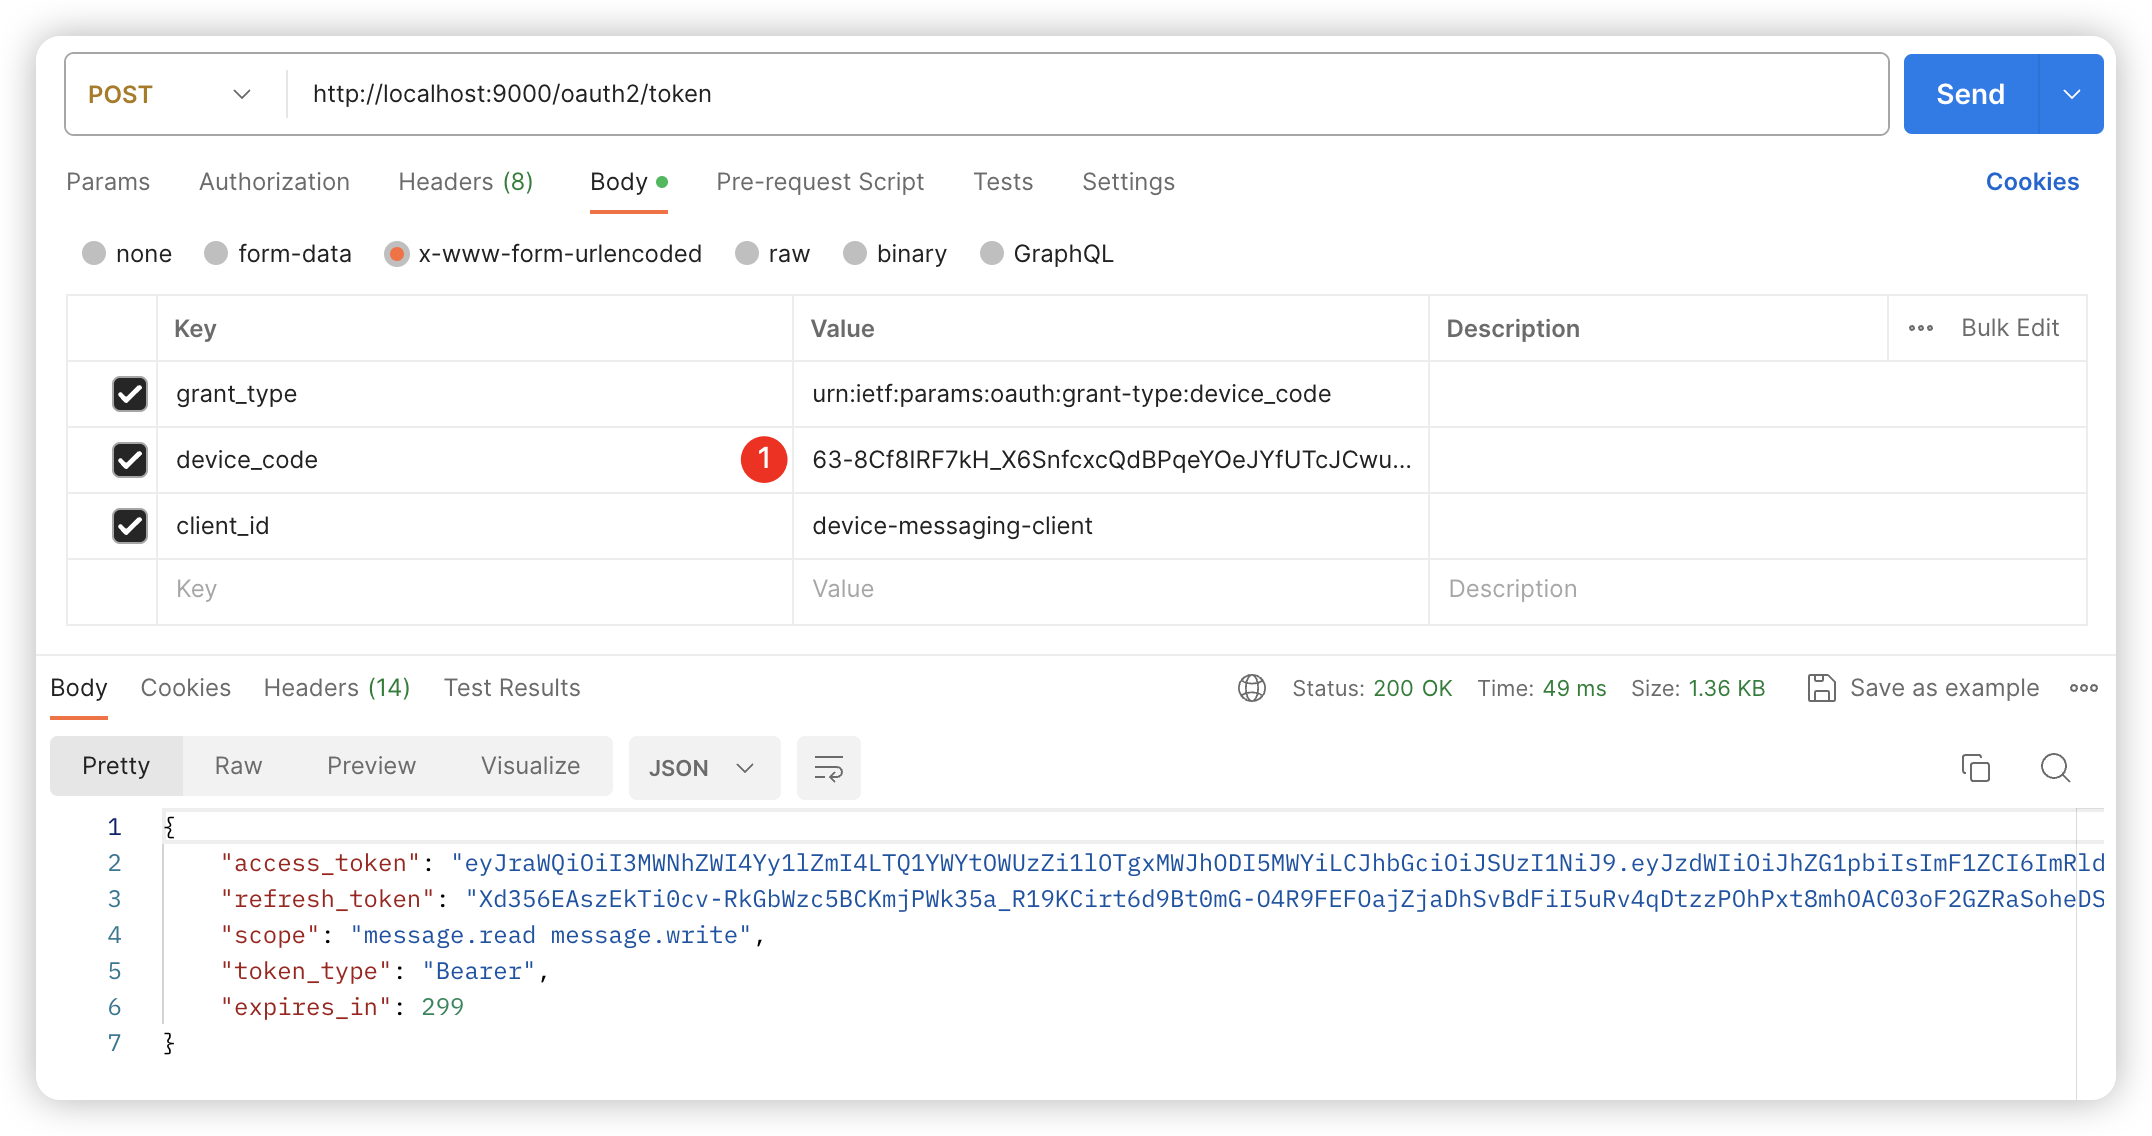 POST http://localhost:9000/oauth2/token Send
Params Authorization Headers (8) Body Pre-request Script Tests Settings Cookies
none form-data x-www-form-urlencoded raw binary GraphQL
Key Value Description Bulk Edit
grant_type urn:ietf:params:oauth:grant-type:device_code
device_code 1 63-8Cf8IRF7kH_X6SnfcxcQdBPqeYOeJYfUTcJCwu...
client_id device-messaging-client
Key Value Description
Body Cookies Headers (14) Test Results Status: 200 OK Time: 49 ms Size: 1.36 KB Save as example
Pretty Raw Preview Visualize JSON
1 {
2 "access_token": "eyJraWQiOiI3MWNhZWI4Yy1lZmI4LTQ1YWYtOWUzZi1lOTgxMWJhODI5MWYiLCJhbGciOiJSUzI1NiJ9.eyJzdWIiOiJhZG1pbiIsImF1ZCI6ImRld
3 "refresh_token": "Xd356EAszEkTi0cv-RkGbWzc5BCKmjPWk35a_R19KCirt6d9Bt0mG-O4R9FEFOajZjaDhSvBdFiI5uRv4qDtzzPOhPxt8mhOAC03oF2GZRaSoheDS
4 "scope": "message.read message.write",
5 "token_type": "Bearer",
6 "expires_in": 299
7 }